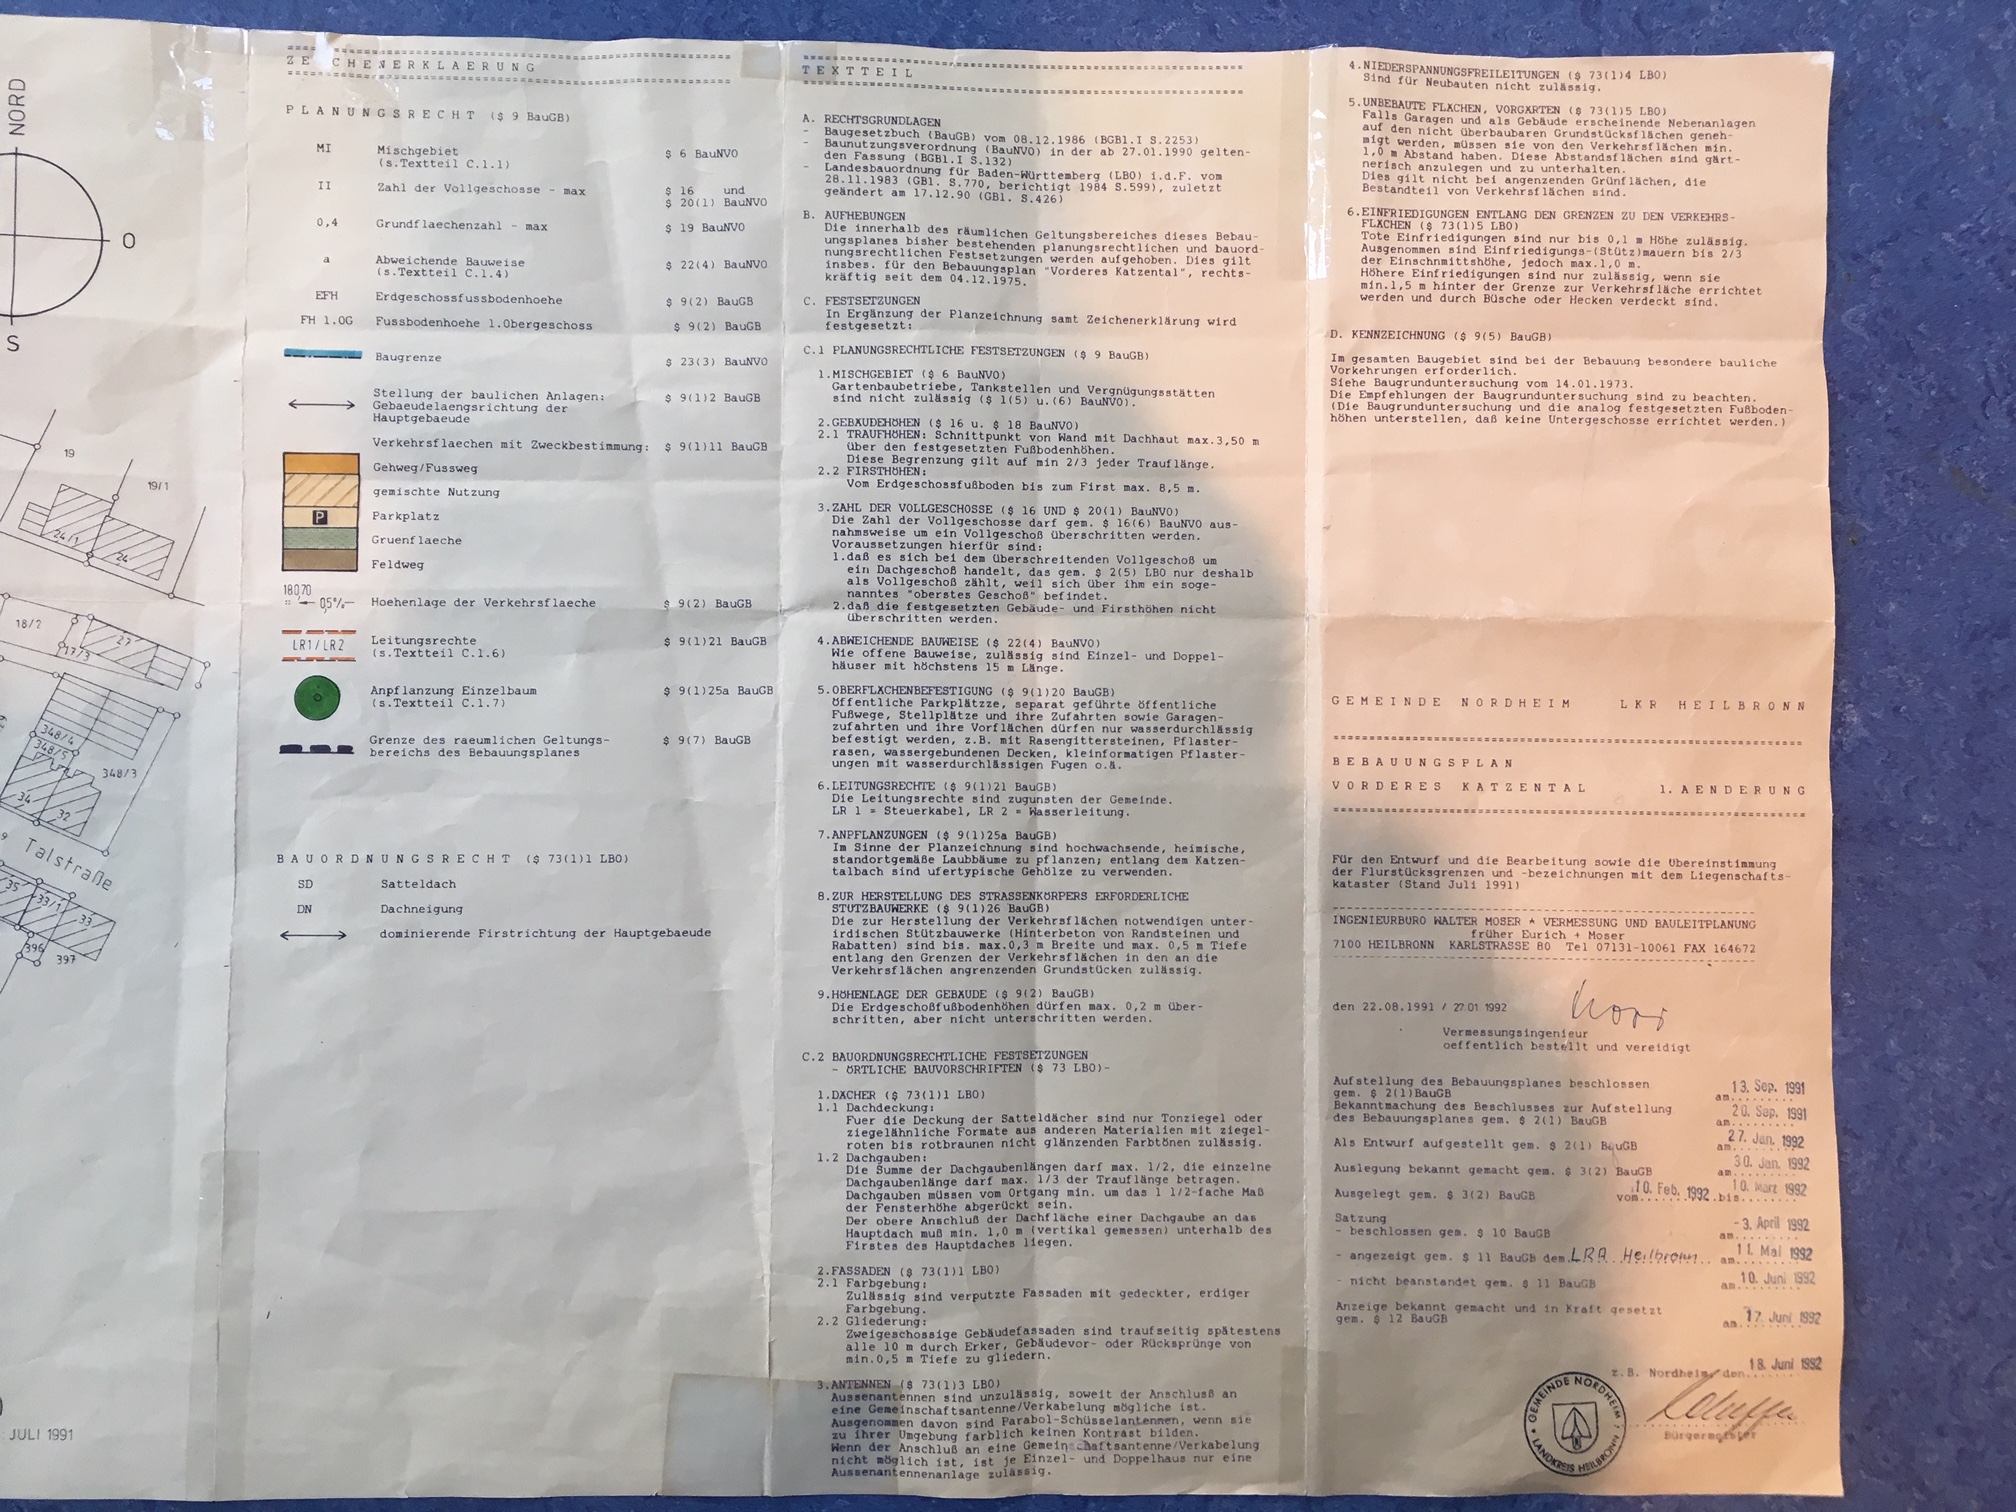 NORD
O
S
19
19/1
24/1
24
18/2
27
17/3
348/4
348/5
348/3
34
32
Talstraße
35
33/1
33
396
397
JULI 1991
ZEICHENERKLAERUNG
PLANUNGSRECHT ($ 9 BauGB)
MI Mischgebiet $ 6 BauNVO
(s.Textteil C.1.1)
II Zahl der Vollgeschosse - max $ 16 und
$ 20(1) BauNVO
0,4 Grundflaechenzahl - max $ 19 BauNVO
a Abweichende Bauweise $ 22(4) BauNVO
(s.Textteil C.1.4)
EFH Erdgeschossfussbodenhoehe $ 9(2) BauGB
FH 1.OG Fussbodenhoehe 1.Obergeschoss $ 9(2) BauGB
Baugrenze $ 23(3) BauNVO
Stellung der baulichen Anlagen: $ 9(1)2 BauGB
Gebaeudelaengsrichtung der
Hauptgebaeude
Verkehrsflaechen mit Zweckbestimmung: $ 9(1)11 BauGB
Gehweg/Fussweg
gemischte Nutzung
P Parkplatz
Gruenflaeche
Feldweg
180.70
0,5% Hoehenlage der Verkehrsflaeche $ 9(2) BauGB
LR1/LR2 Leitungsrechte $ 9(1)21 BauGB
(s.Textteil C.1.6)
Anpflanzung Einzelbaum $ 9(1)25a BauGB
(s.Textteil C.1.7)
Grenze des raeumlichen Geltungs- $ 9(7) BauGB
bereichs des Bebauungsplanes
BAUORDNUNGSRECHT ($ 73(1)1 LBO)
SD Satteldach
DN Dachneigung
dominierende Firstrichtung der Hauptgebaeude
TEXTTEIL
A. RECHTSGRUNDLAGEN
- Baugesetzbuch (BauGB) vom 08.12.1986 (BGBl.I S.2253)
- Baunutzungsverordnung (BauNVO) in der ab 27.01.1990 gelten-
den Fassung (BGBl.I S.132)
- Landesbauordnung für Baden-Württemberg (LBO) i.d.F. vom
28.11.1983 (GBl. S.770, berichtigt 1984 S.599), zuletzt
geändert am 17.12.90 (GBl. S.426)
B. AUFHEBUNGEN
Die innerhalb des räumlichen Geltungsbereiches dieses Bebau-
ungsplanes bisher bestehenden planungsrechtlichen und bauord-
nungsrechtlichen Festsetzungen werden aufgehoben. Dies gilt
insbes. für den Bebauungsplan "Vorderes Katzental", rechts-
kräftig seit dem 04.12.1975.
C. FESTSETZUNGEN
In Ergänzung der Planzeichnung samt Zeichenerklärung wird
festgesetzt:
C.1 PLANUNGSRECHTLICHE FESTSETZUNGEN ($ 9 BauGB)
1.MISCHGEBIET ($ 6 BauNVO)
Gartenbaubetriebe, Tankstellen und Vergnügungsstätten
sind nicht zulässig ($ 1(5) u.(6) BauNVO).
2.GEBÄUDEHÖHEN ($ 16 u. $ 18 BauNVO)
2.1 TRAUFHÖHEN: Schnittpunkt von Wand mit Dachhaut max.3,50 m
über den festgesetzten Fußbodenhöhen.
Diese Begrenzung gilt auf min 2/3 jeder Trauflänge.
2.2 FIRSTHÖHEN:
Vom Erdgeschossfußboden bis zum First max. 8,5 m.
3.ZAHL DER VOLLGESCHOSSE ($ 16 UND $ 20(1) BauNVO)
Die Zahl der Vollgeschosse darf gem. $ 16(6) BauNVO aus-
nahmsweise um ein Vollgeschoß überschritten werden.
Voraussetzungen hierfür sind:
1.daß es sich bei dem überschreitenden Vollgeschoß um
ein Dachgeschoß handelt, das gem. $ 2(5) LBO nur deshalb
als Vollgeschoß zählt, weil sich über ihm ein soge-
nanntes "oberstes Geschoß" befindet.
2.daß die festgesetzten Gebäude- und Firsthöhen nicht
überschritten werden.
4.ABWEICHENDE BAUWEISE ($ 22(4) BauNVO)
Wie offene Bauweise, zulässig sind Einzel- und Doppel-
häuser mit höchstens 15 m Länge.
5.OBERFLÄCHENBEFESTIGUNG ($ 9(1)20 BauGB)
öffentliche Parkplätzze, separat geführte öffentliche
Fußwege, Stellplätze und ihre Zufahrten sowie Garagen-
zufahrten und ihre Vorflächen dürfen nur wasserdurchlässig
befestigt werden, z.B. mit Rasengittersteinen, Pflaster-
rasen, wassergebundenen Decken, kleinformatigen Pflaster-
ungen mit wasserdurchlässigen Fugen o.ä.
6.LEITUNGSRECHTE ($ 9(1)21 BauGB)
Die Leitungsrechte sind zugunsten der Gemeinde.
LR 1 = Steuerkabel, LR 2 = Wasserleitung.
7.ANPFLANZUNGEN ($ 9(1)25a BauGB)
Im Sinne der Planzeichnung sind hochwachsende, heimische,
standortgemäße Laubbäume zu pflanzen; entlang dem Katzen-
talbach sind ufertypische Gehölze zu verwenden.
8.ZUR HERSTELLUNG DES STRASSENKÖRPERS ERFORDERLICHE
STÜTZBAUWERKE ($ 9(1)26 BauGB)
Die zur Herstellung der Verkehrsflächen notwendigen unter-
irdischen Stützbauwerke (Hinterbeton von Randsteinen und
Rabatten) sind bis. max.0,3 m Breite und max. 0,5 m Tiefe
entlang den Grenzen der Verkehrsflächen in den an die
Verkehrsflächen angrenzenden Grundstücken zulässig.
9.HÖHENLAGE DER GEBÄUDE ($ 9(2) BauGB)
Die Erdgeschoßfußbodenhöhen dürfen max. 0,2 m über-
schritten, aber nicht unterschritten werden.
C.2 BAUORDNUNGSRECHTLICHE FESTSETZUNGEN
- ÖRTLICHE BAUVORSCHRIFTEN ($ 73 LBO)-
1.DÄCHER ($ 73(1)1 LBO)
1.1 Dachdeckung:
Fuer die Deckung der Satteldächer sind nur Tonziegel oder
ziegelähnliche Formate aus anderen Materialien mit ziegel-
roten bis rotbraunen nicht glänzenden Farbtönen zulässig.
1.2 Dachgauben:
Die Summe der Dachgaubenlängen darf max. 1/2, die einzelne
Dachgaubenlänge darf max. 1/3 der Trauflänge betragen.
Dachgauben müssen vom Ortgang min. um das 1 1/2-fache Maß
der Fensterhöhe abgerückt sein.
Der obere Anschluß der Dachfläche einer Dachgaube an das
Hauptdach muß min. 1,0 m (vertikal gemessen) unterhalb des
Firstes des Hauptdaches liegen.
2.FASSADEN ($ 73(1)1 LBO)
2.1 Farbgebung:
Zulässig sind verputzte Fassaden mit gedeckter, erdiger
Farbgebung.
2.2 Gliederung:
Zweigeschossige Gebäudefassaden sind traufseitig spätestens
alle 10 m durch Erker, Gebäudevor- oder Rücksprünge von
min.0,5 m Tiefe zu gliedern.
3.ANTENNEN ($ 73(1)3 LBO)
Aussenantennen sind unzulässig, soweit der Anschluß an
eine Gemeinschaftsantenne/Verkabelung mögliche ist.
Ausgenommen davon sind Parabol-Schüsselantennen, wenn sie
zu ihrer Umgebung farblich keinen Kontrast bilden.
Wenn der Anschluß an eine Gemeinschaftsantenne/Verkabelung
nicht möglich ist, ist je Einzel- und Doppelhaus nur eine
Aussenantennenanlage zulässig.
4.NIEDERSPANNUNGSFREILEITUNGEN ($ 73(1)4 LBO)
Sind für Neubauten nicht zulässig.
5.UNBEBAUTE FLÄCHEN, VORGÄRTEN ($ 73(1)5 LBO)
Falls Garagen und als Gebäude erscheinende Nebenanlagen
auf den nicht überbaubaren Grundstücksflächen geneh-
migt werden, müssen sie von den Verkehrsflächen min.
1,0 m Abstand haben. Diese Abstandsflächen sind gärt-
nerisch anzulegen und zu unterhalten.
Dies gilt nicht bei angenzenden Grünflächen, die
Bestandteil von Verkehrsflächen sind.
6.EINFRIEDIGUNGEN ENTLANG DEN GRENZEN ZU DEN VERKEHRS-
FLÄCHEN ($ 73(1)5 LBO)
Tote Einfriedigungen sind nur bis 0,1 m Höhe zulässig.
Ausgenommen sind Einfriedigungs-(Stütz)mauern bis 2/3
der Einschnmittshöhe, jedoch max.1,0 m.
Höhere Einfriedigungen sind nur zulässig, wenn sie
min.1,5 m hinter der Grenze zur Verkehrsfläche errichtet
werden und durch Büsche oder Hecken verdeckt sind.
D. KENNZEICHNUNG ($ 9(5) BauGB)
Im gesamten Baugebiet sind bei der Bebauung besondere bauliche
Vorkehrungen erforderlich.
Siehe Baugrunduntersuchung vom 14.01.1973.
Die Empfehlungen der Baugrunduntersuchung sind zu beachten.
(Die Baugrunduntersuchung und die analog festgesetzten Fußboden-
höhen unterstellen, daß keine Untergeschosse errichtet werden.)
GEMEINDE NORDHEIM LKR HEILBRONN
BEBAUUNGSPLAN
VORDERES KATZENTAL 1. AENDERUNG
Für den Entwurf und die Bearbeitung sowie die Übereinstimmung
der Flurstücksgrenzen und -bezeichnungen mit dem Liegenschafts-
kataster (Stand Juli 1991)
INGENIEURBÜRO WALTER MOSER * VERMESSUNG UND BAULEITPLANUNG
früher Eurich + Moser
7100 HEILBRONN KARLSTRASSE 80 Tel 07131-10061 FAX 164672
den 22.08.1991 / 27.01 1992
Vermessungsingenieur
oeffentlich bestellt und vereidigt
Aufstellung des Bebauungsplanes beschlossen
gem. $ 2(1)BauGB am 13. Sep. 1991
Bekanntmachung des Beschlusses zur Aufstellung
des Bebauungsplanes gem. $ 2(1) BauGB am 20. Sep. 1991
Als Entwurf aufgestellt gem. $ 2(1) BauGB am 27. Jan. 1992
Auslegung bekannt gemacht gem. $ 3(2) BauGB am 30. Jan. 1992
Ausgelegt gem. $ 3(2) BauGB vom 10. Feb. 1992 bis 10. März 1992
Satzung
- beschlossen gem. $ 10 BauGB am -3. April 1992
- angezeigt gem. $ 11 BauGB dem LRA Heilbronn am 11. Mai 1992
- nicht beanstandet gem. $ 11 BauGB am 10. Juni 1992
Anzeige bekannt gemacht und in Kraft gesetzt
gem. $ 12 BauGB am 17. Juni 1992
z.B. Nordheim, den 18. Juni 1992
GEMEINDE NORDHEIM
LANDKREIS HEILBRONN
Bürgermeister